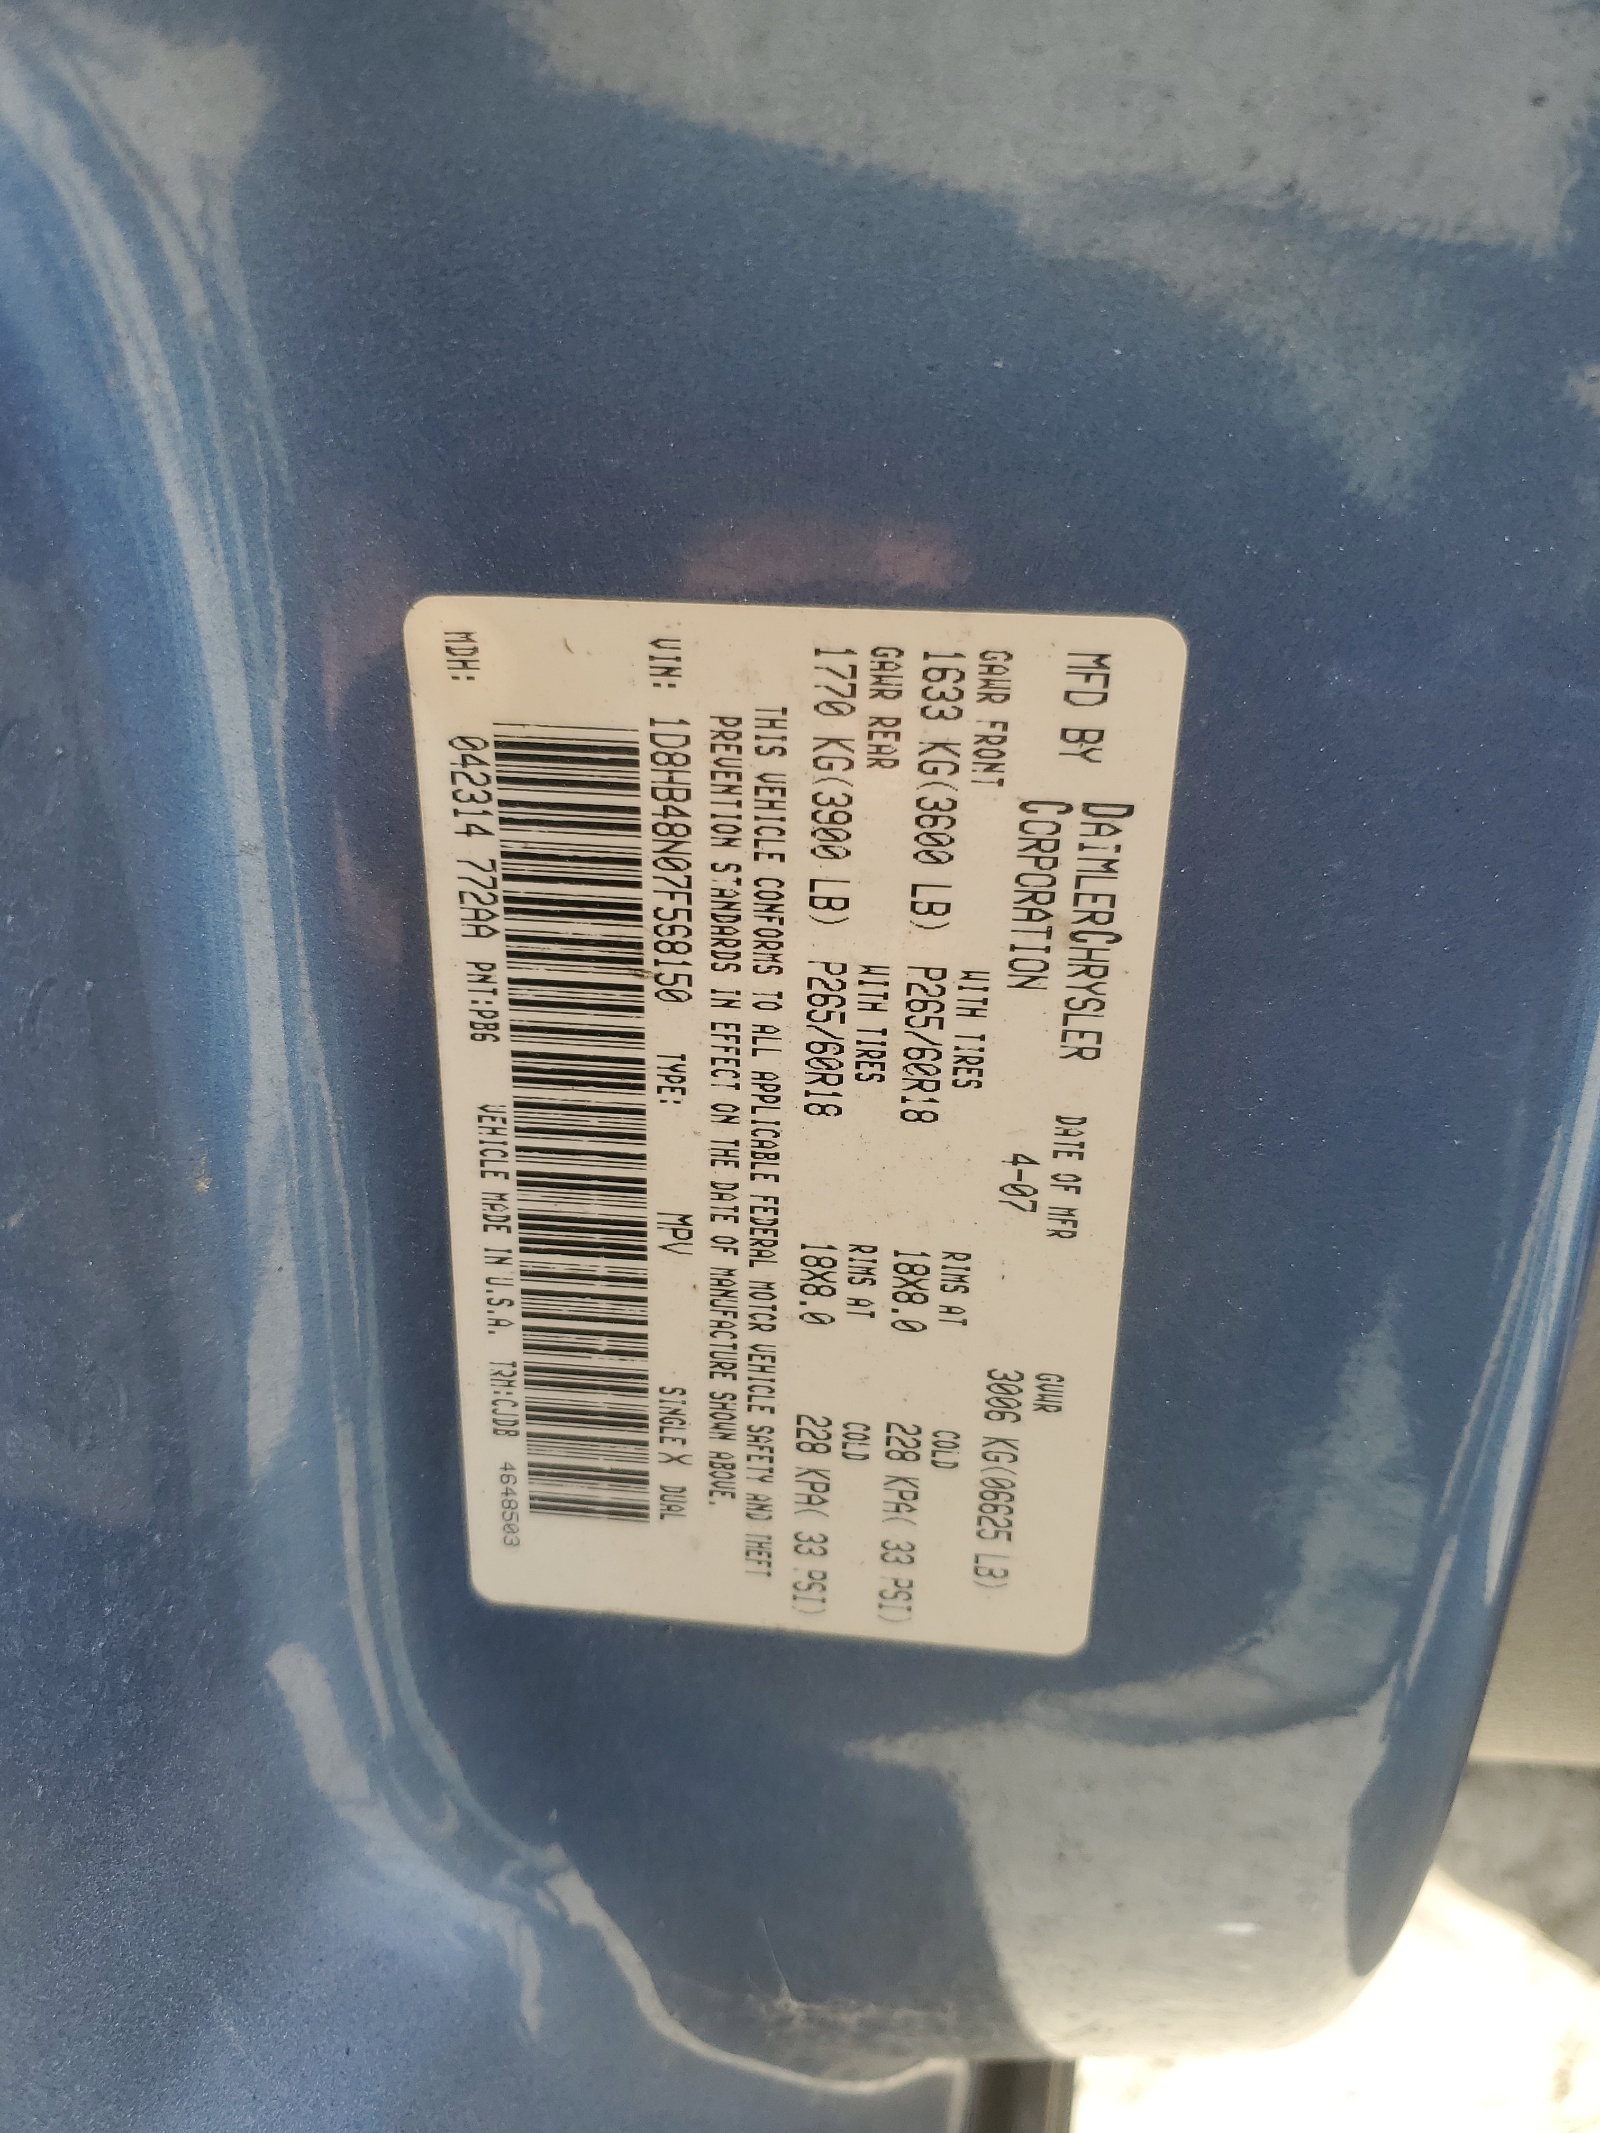 MFD BY DAIMLERCHRYSLER CORPORATION DATE OF MFR 4-07 GVWR 3006 KG(06625 LB)
GAWR FRONT WITH TIRES RIMS AT COLD
1633 KG(3600 LB) P265/60R18 18X8.0 228 KPA( 33 PSI)
GAWR REAR WITH TIRES RIMS AT COLD
1770 KG(3900 LB) P265/60R18 18X8.0 228 KPA( 33 PSI)
THIS VEHICLE CONFORMS TO ALL APPLICABLE FEDERAL MOTOR VEHICLE SAFETY AND THEFT
PREVENTION STANDARDS IN EFFECT ON THE DATE OF MANUFACTURE SHOWN ABOVE.
VIN: 1D8HB48N07F558150 TYPE: MPV SINGLE X DUAL
MDH: 042314 772AA PNT:PB6 VEHICLE MADE IN U.S.A. TRM:CJDB 4648503